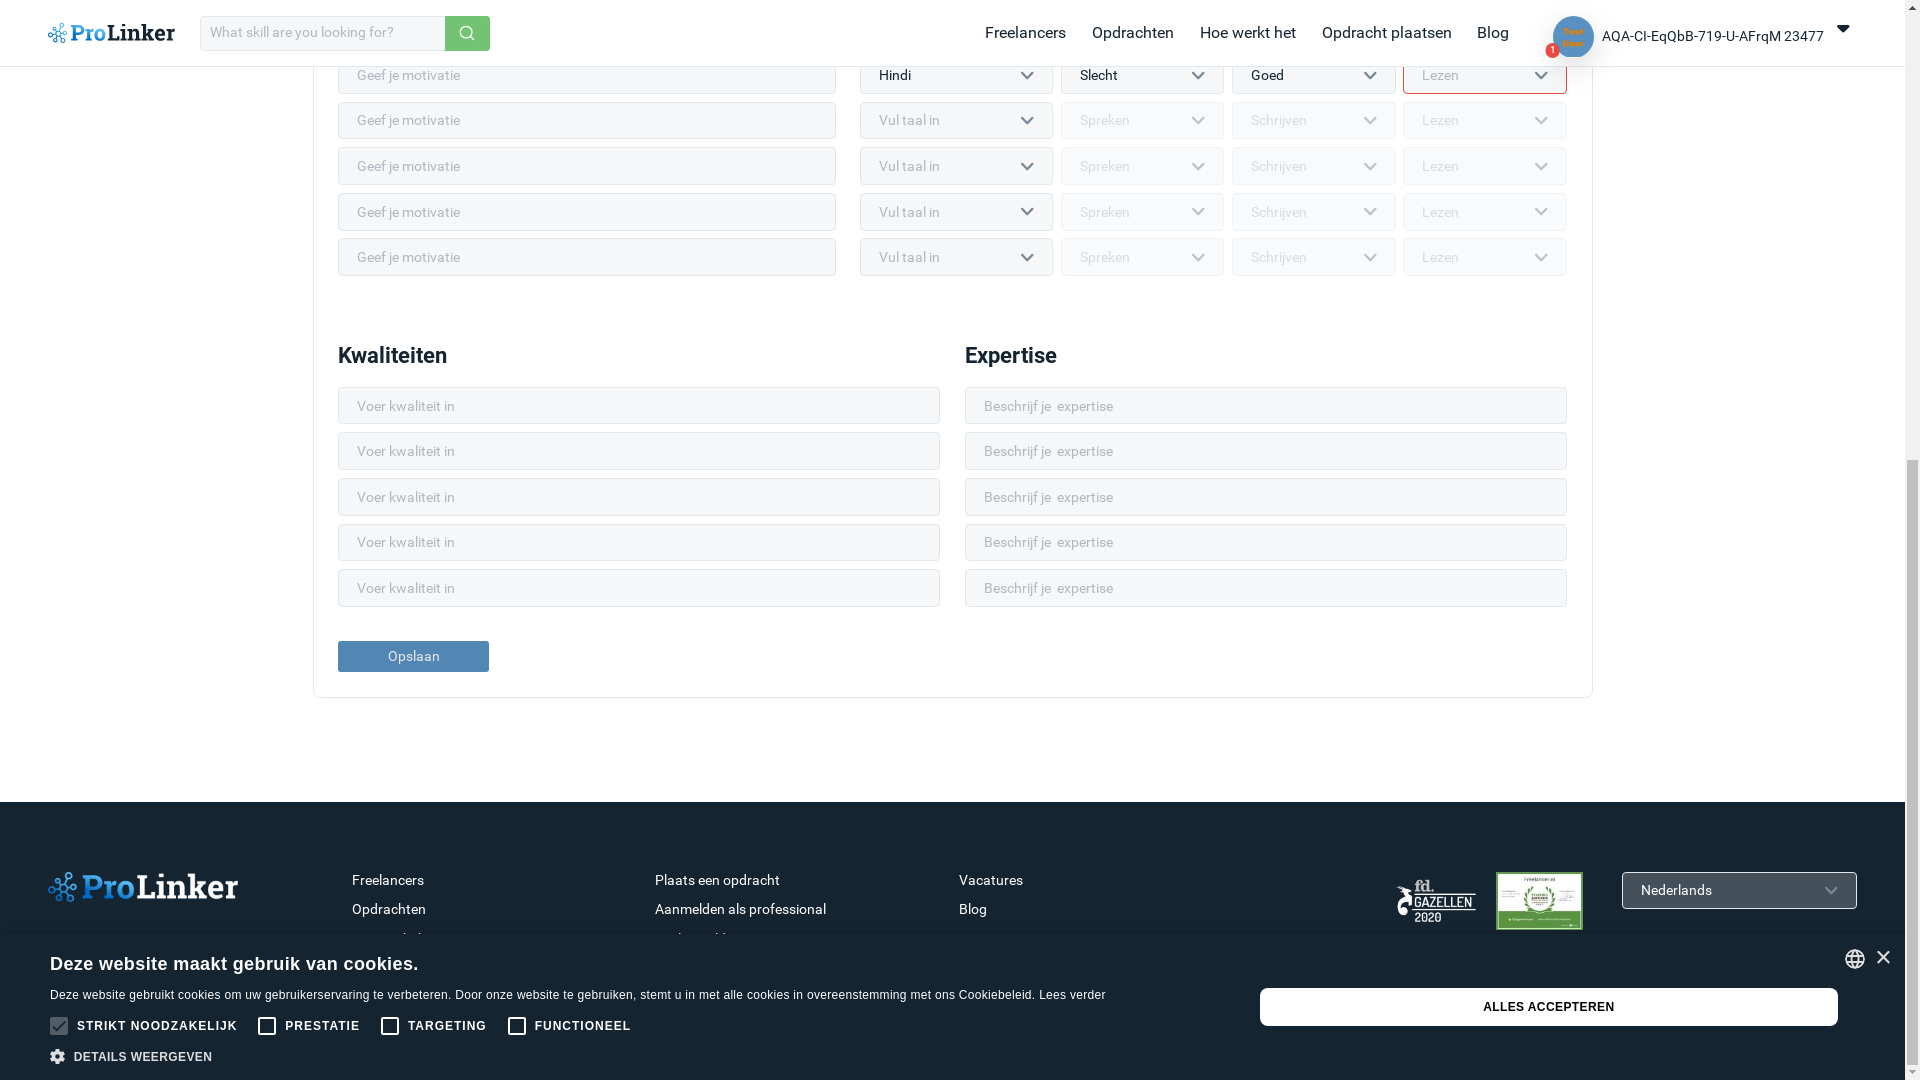 ProLinker
What skill are you looking for?
Freelancers
Opdrachten
Hoe werkt het
Opdracht plaatsen
Blog
Test User
1
AQA-CI-EqQbB-719-U-AFrqM 23477
Geef je motivatie
Hindi
Slecht
Goed
Lezen
Geef je motivatie
Vul taal in
Spreken
Schrijven
Lezen
Geef je motivatie
Vul taal in
Spreken
Schrijven
Lezen
Geef je motivatie
Vul taal in
Spreken
Schrijven
Lezen
Geef je motivatie
Vul taal in
Spreken
Schrijven
Lezen
Kwaliteiten
Expertise
Voer kwaliteit in
Beschrijf je expertise
Voer kwaliteit in
Beschrijf je expertise
Voer kwaliteit in
Beschrijf je expertise
Voer kwaliteit in
Beschrijf je expertise
Voer kwaliteit in
Beschrijf je expertise
Opslaan
ProLinker
Freelancers
Plaats een opdracht
Vacatures
Opdrachten
Aanmelden als professional
Blog
fd.
GAZELLEN
2020
Freelancer.nl
Nederlands
Deze website maakt gebruik van cookies.
Deze website gebruikt cookies om uw gebruikerservaring te verbeteren. Door onze website te gebruiken, stemt u in met alle cookies in overeenstemming met ons Cookiebeleid. Lees verder
STRIKT NOODZAKELIJK
PRESTATIE
TARGETING
FUNCTIONEEL
DETAILS WEERGEVEN
ALLES ACCEPTEREN